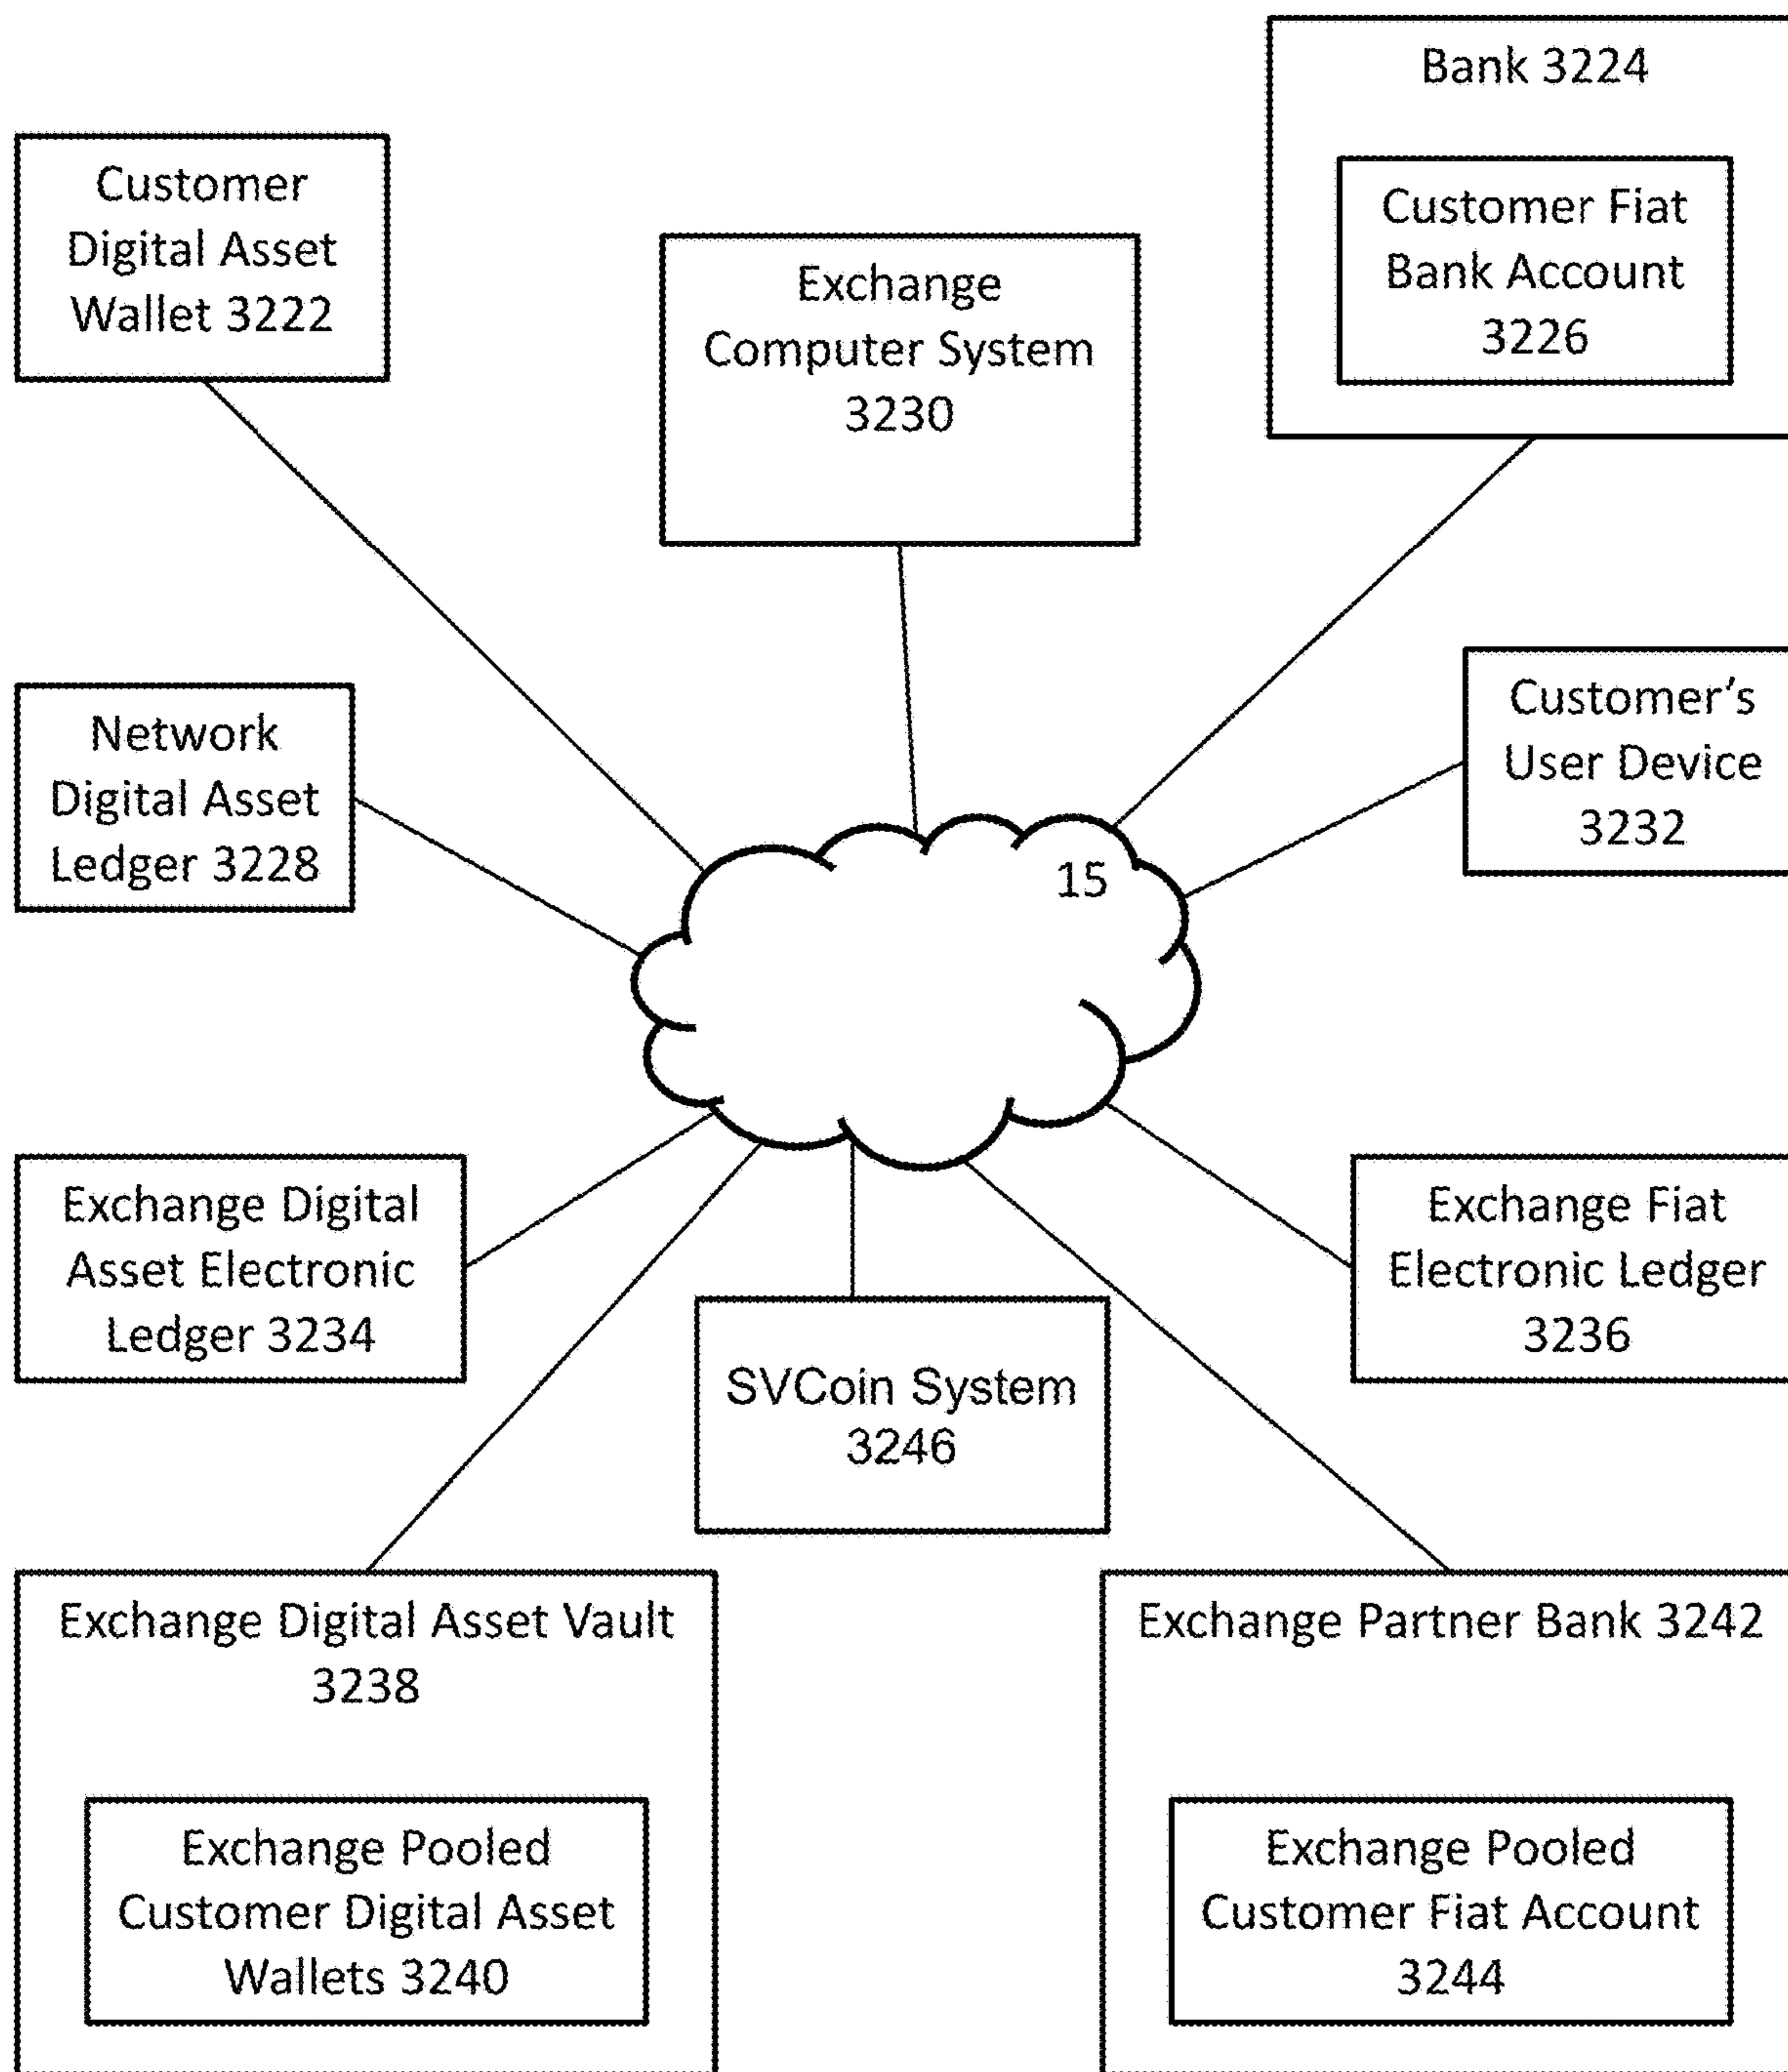 Bank 3224
Customer
Digital Asset
Wallet 3222
Customer Fiat
Bank Account
3226
Exchange
Computer System
3230
Network
Digital Asset
Ledger 3228
Customer’s
User Device
3232
15
Exchange Digital
Asset Electronic
Ledger 3234
Exchange Fiat
Electronic Ledger
3236
SVCoin System
3246
Exchange Digital Asset Vault
3238
Exchange Partner Bank 3242
Exchange Pooled
Customer Digital Asset
Wallets 3240
Exchange Pooled
Customer Fiat Account
3244